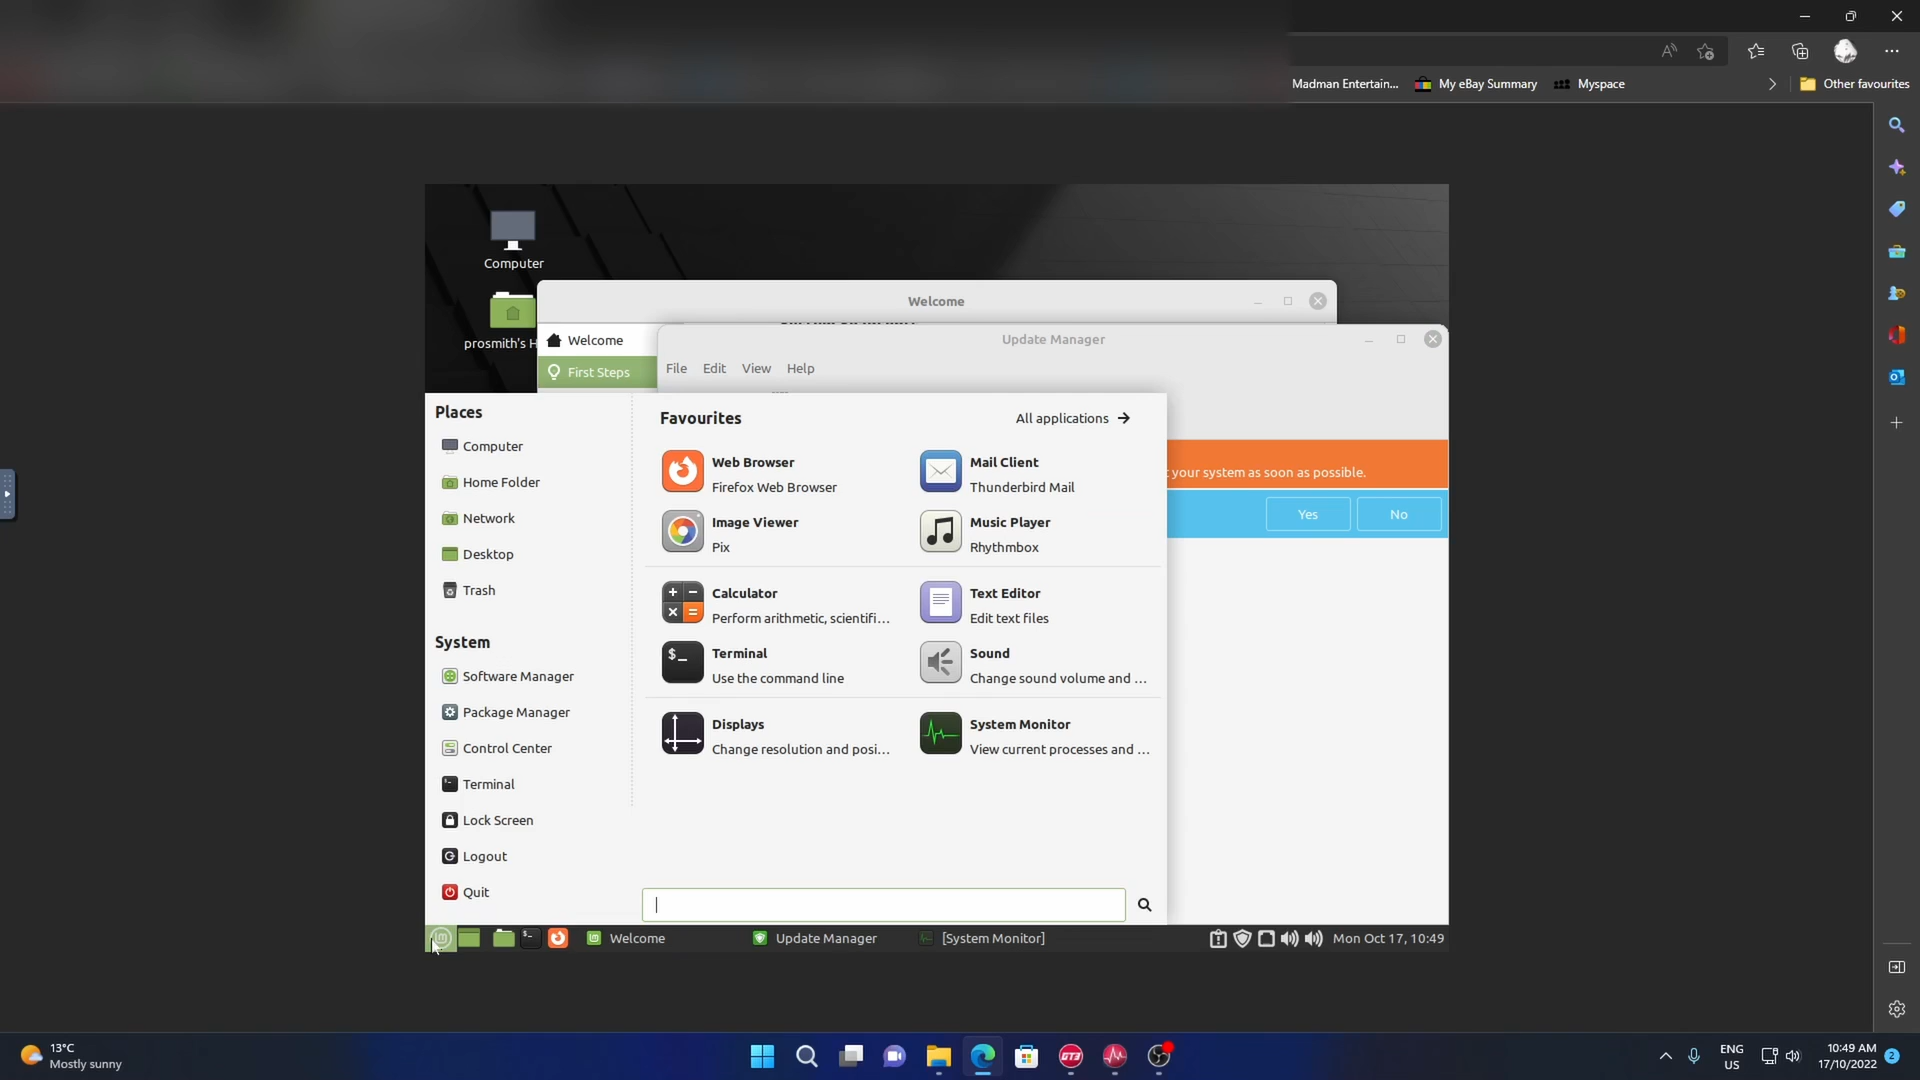 Madman Entertain... My eBay Summary Myspace Other favourites
Computer
prosmith's H
Welcome
Welcome
First Steps
Update Manager
File Edit View Help
your system as soon as possible.
Yes No
Places
Computer
Home Folder
Network
Desktop
Trash
System
Software Manager
Package Manager
Control Center
Terminal
Lock Screen
Logout
Quit
Favourites All applications
Web Browser
Firefox Web Browser
Mail Client
Thunderbird Mail
Image Viewer
Pix
Music Player
Rhythmbox
Calculator
Perform arithmetic, scientifi...
Text Editor
Edit text files
Terminal
Use the command line
Sound
Change sound volume and ...
Displays
Change resolution and posi...
System Monitor
View current processes and ...
Welcome Update Manager [System Monitor] Mon Oct 17, 10:49
13°C
Mostly sunny
GT3
ENG
US
10:49 AM
17/10/2022
2